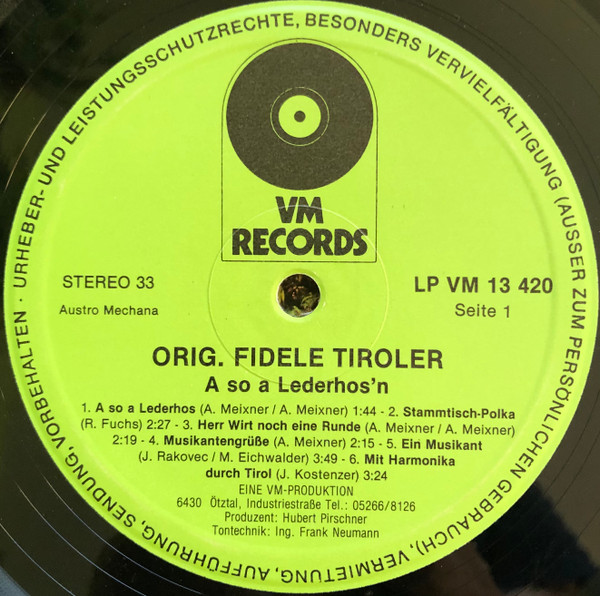 URHEBER- UND LEISTUNGSSCHUTZRECHTE, BESONDERS VERVIELFÄLTIGUNG (AUSSER ZUM PERSÖNLICHEN GEBRAUCH), VERMIETUNG, AUFFÜHRUNG, SENDUNG, VORBEHALTEN ·
VM
RECORDS
STEREO 33
LP VM 13 420
Austro Mechana
Seite 1
ORIG. FIDELE TIROLER
A so a Lederhos'n
1. A so a Lederhos (A. Meixner / A. Meixner) 1:44 - 2. Stammtisch-Polka
(R. Fuchs) 2:27 - 3. Herr Wirt noch eine Runde (A. Meixner / A. Meixner)
2:19 - 4. Musikantengrüße (A. Meixner) 2:15 - 5. Ein Musikant
(J. Rakovec / M. Eichwalder) 3:49 - 6. Mit Harmonika
durch Tirol (J. Kostenzer) 3:24
EINE VM-PRODUKTION
6430 Ötztal, Industriestraße Tel.: 05266/8126
Produzent: Hubert Pirschner
Tontechnik: Ing. Frank Neumann